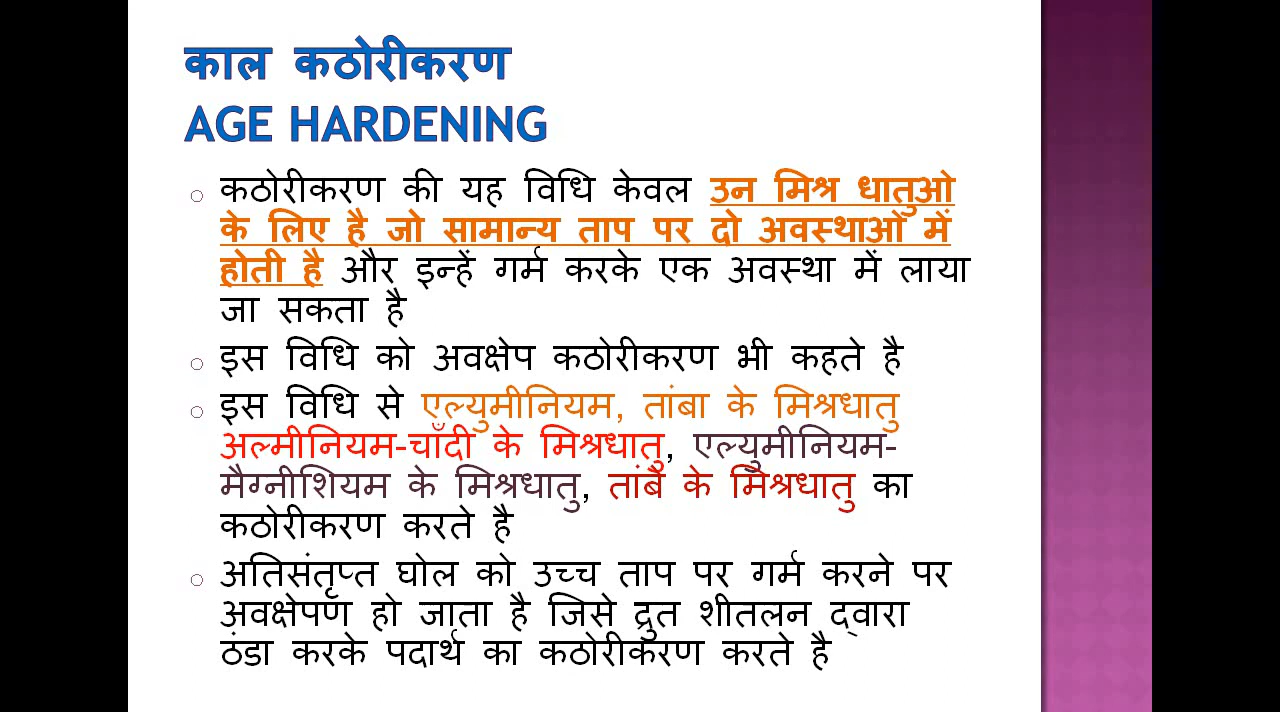 काल कठोरीकरण
AGE HARDENING
कठोरीकरण की यह विधि केवल उन मिश्र धातुओ
के लिए है जो सामान्य ताप पर दो अवस्थाओं में
होती है और इन्हें गर्म करके एक अवस्था में लाया
जा सकता है
इस विधि को अवक्षेप कठोरीकरण भी कहते है
इस विधि से एल्युमीनियम, तांबा के मिश्रधातु
अल्मीनियम-चाँदी के मिश्रधातु, एल्युमीनियम-
मैग्नीशियम के मिश्रधातु, तांबे के मिश्रधातु का
कठोरीकरण करते है
अतिसंतृप्त घोल को उच्च ताप पर गर्म करने पर
अवक्षेपण हो जाता है जिसे द्रुत शीतलन द्वारा
ठंडा करके पदार्थ का कठोरीकरण करते है